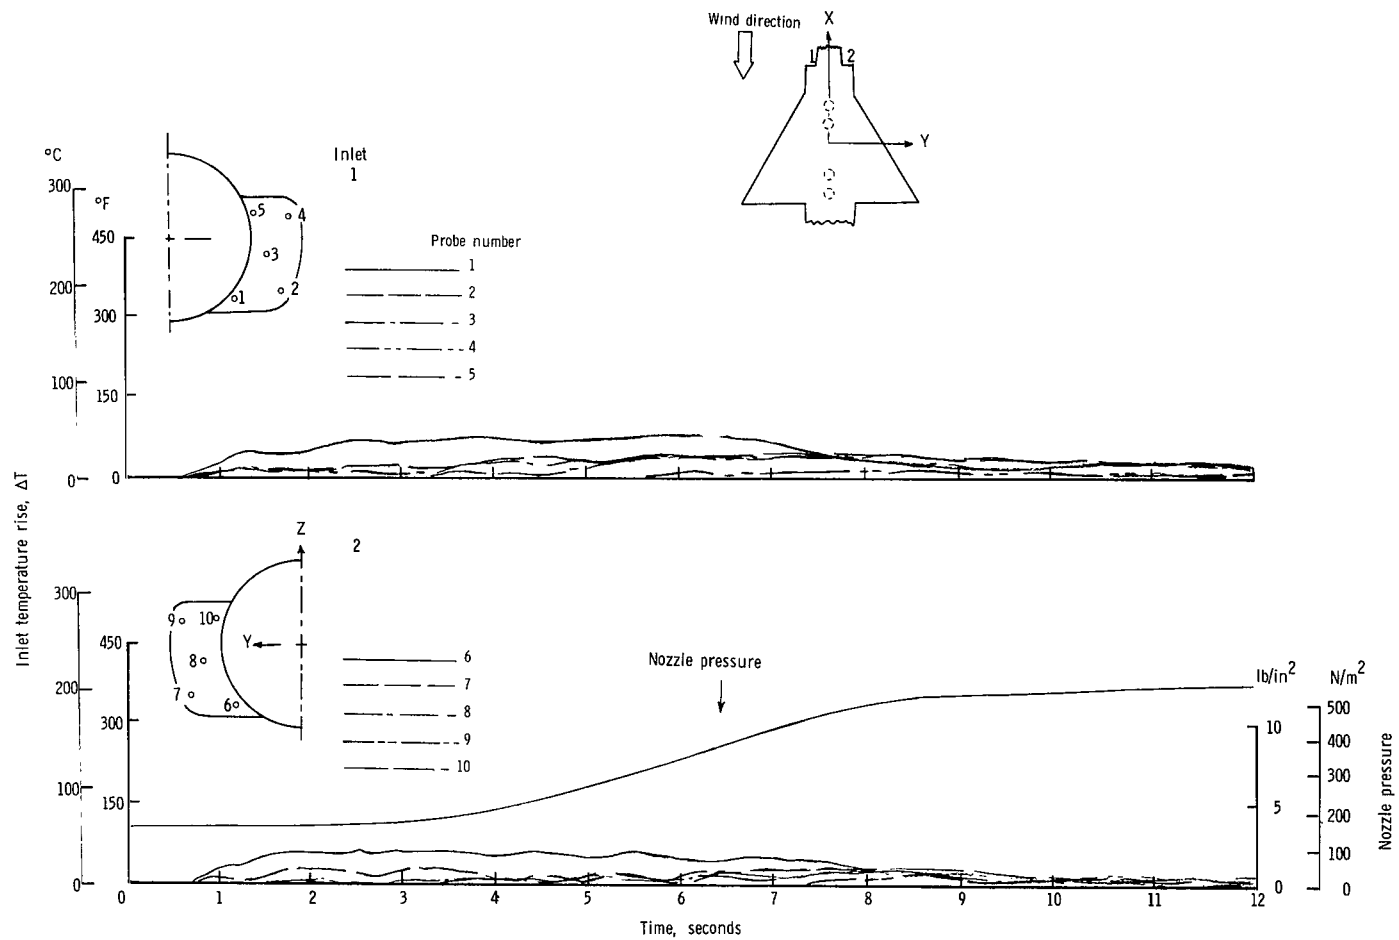 Wind direction
X
1 2
Y
°C
Inlet
1
300
°F
5 4
450
Probe number
3
1
200
1 2
2
300
3
4
100
5
150
0
0
Inlet temperature rise, ΔT
Z
2
300
9 10
450
Y
8
6
Nozzle pressure
lb/in2
N/m2
200
7
7
6
300
8
500
10
9
400
10
100
300
150
5
200
Nozzle pressure
100
0
0
0
0 1 2 3 4 5 6 7 8 9 10 11 12
Time, seconds